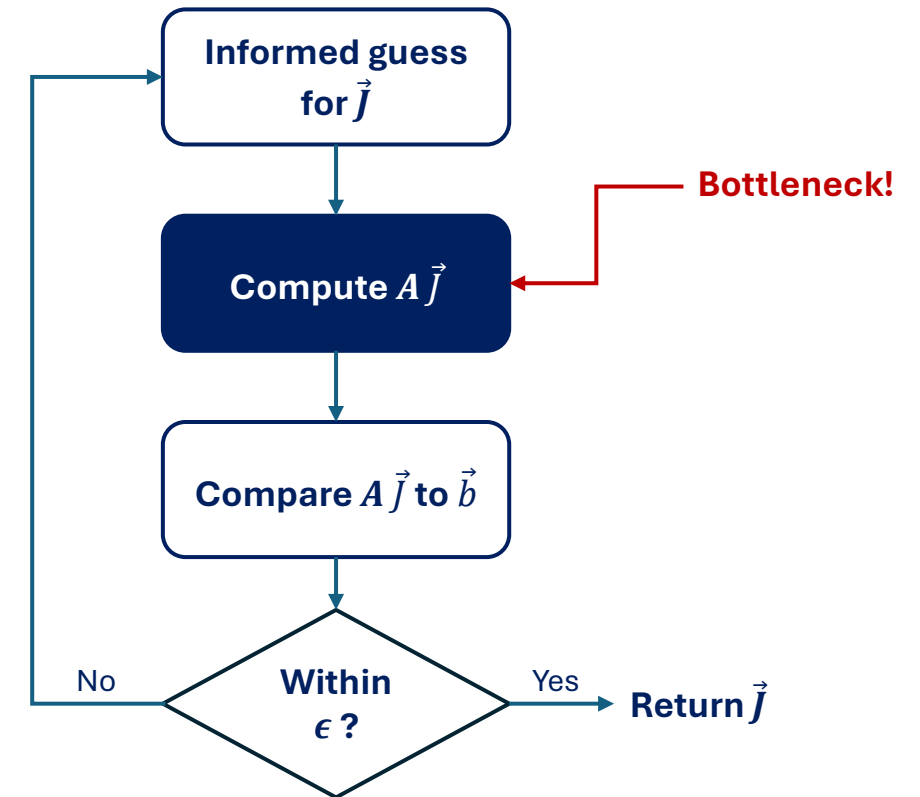 Informed guess
for J⃗
Bottleneck!
Compute A J⃗
Compare A J⃗ to b⃗
Within
ϵ ?
No
Yes
Return J⃗